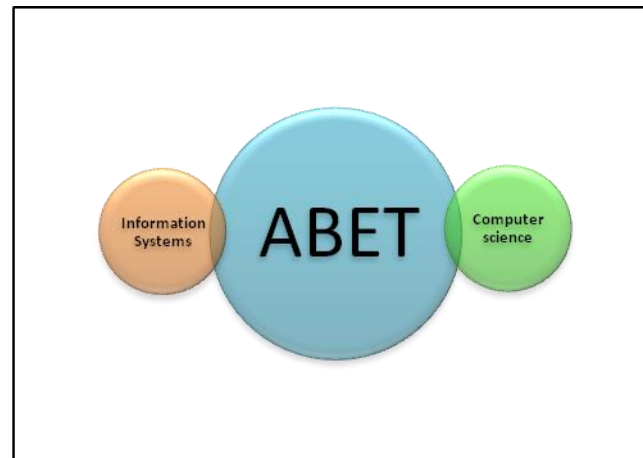 Information
Systems
ABET
Computer
science